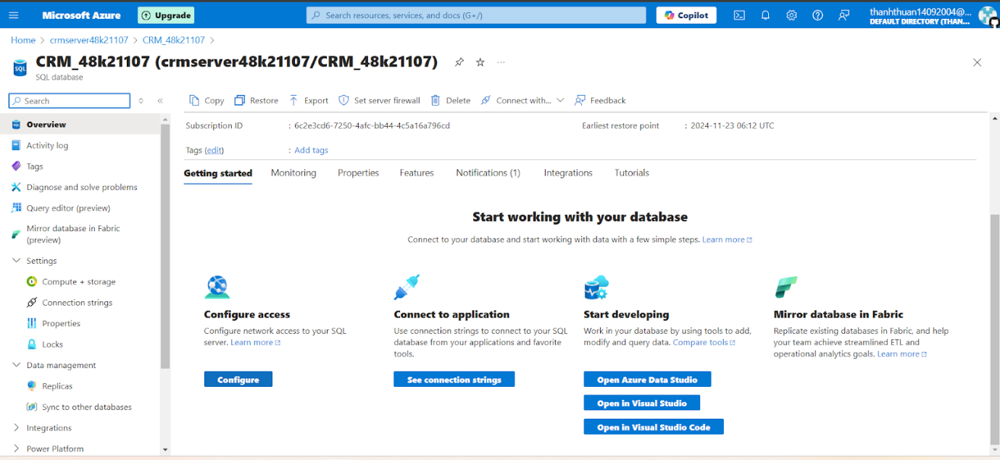 Microsoft Azure
Upgrade
Search resources, services, and docs (G+/)
Copilot
thanhthuan14092004@...
DEFAULT DIRECTORY (THAN...
Home > crmserver48k21107 > CRM_48k21107 >
CRM_48k21107 (crmserver48k21107/CRM_48k21107)
SQL
SQL database
Search
Copy
Restore
Export
Set server firewall
Delete
Connect with...
Feedback
Overview
Activity log
Tags
Diagnose and solve problems
Query editor (preview)
Mirror database in Fabric
(preview)
Settings
Compute + storage
Connection strings
Properties
Locks
Data management
Replicas
Sync to other databases
Integrations
Power Platform
Subscription ID : 6c2e3cd6-7250-4afc-bb44-4c5a16a796cd
Earliest restore point : 2024-11-23 06:12 UTC
Tags (edit) : Add tags
Getting started
Monitoring
Properties
Features
Notifications (1)
Integrations
Tutorials
Start working with your database
Connect to your database and start working with data with a few simple steps. Learn more
Configure access
Configure network access to your SQL
server. Learn more
Configure
Connect to application
Use connection strings to connect to your SQL
database from your applications and favorite
tools.
See connection strings
Start developing
Work in your database by using tools to add,
modify and query data. Compare tools
Open Azure Data Studio
Open in Visual Studio
Open in Visual Studio Code
Mirror database in Fabric
Replicate existing databases in Fabric, and help
your team achieve streamlined ETL and
operational analytics goals. Learn more